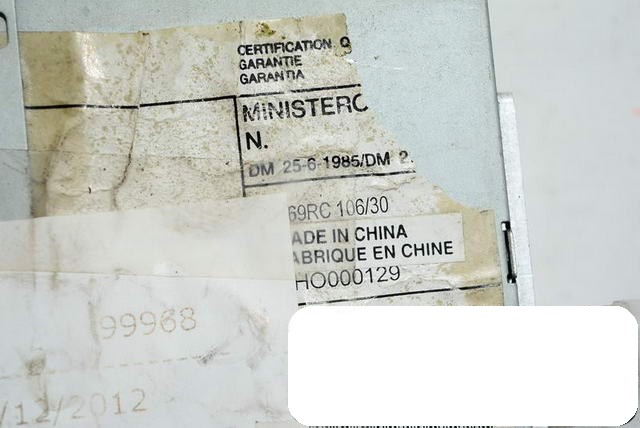 CERTIFICATION Q
GARANTIE
GARANTIA
MINISTERO
N.
DM 25-6-1985/DM 2.
69RC 106/30
ADE IN CHINA
ABRIQUE EN CHINE
HO000129
99968
/12/2012